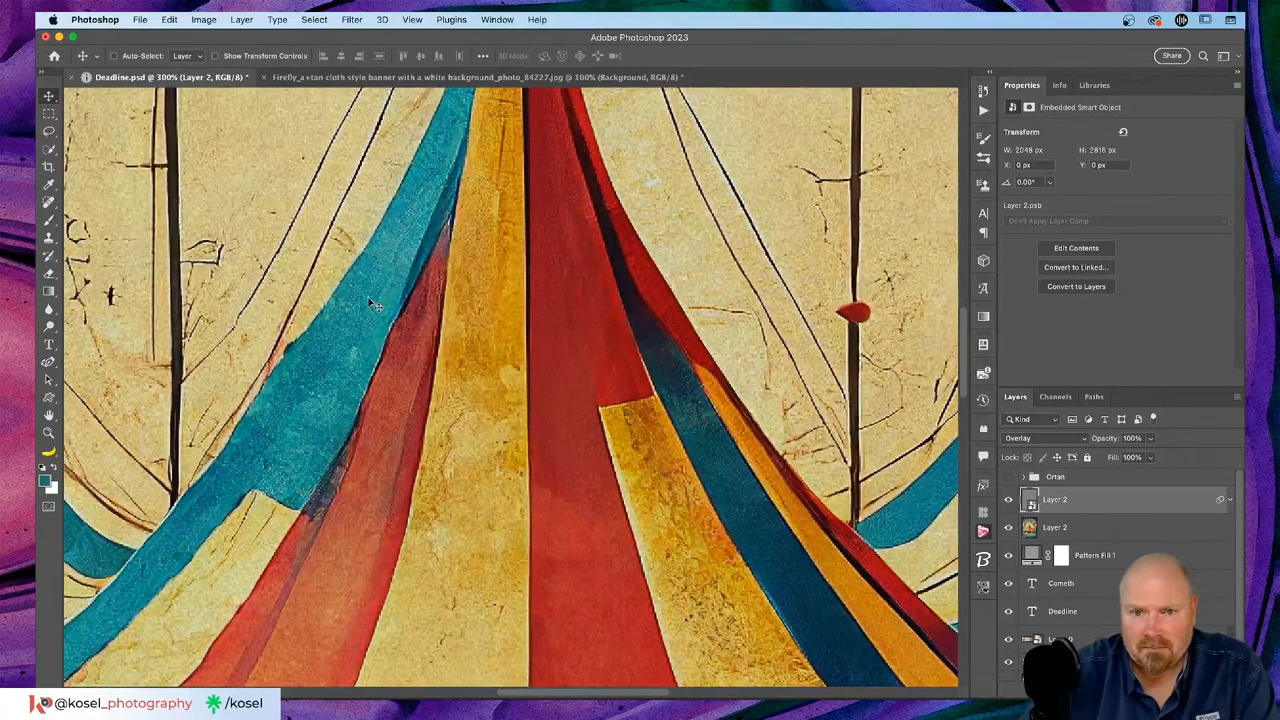 Photoshop File Edit Image Layer Type Select Filter 3D View Plugins Window Help
Adobe Photoshop 2023
Auto-Select: Layer Show Transform Controls ••• 3D Mode: Share
Deadline.psd @ 300% (Layer 2, RGB/8) * Firefly_a+tan cloth style banner with a white background_photo_84227.jpg @ 100% (Background, RGB/8) *
Properties Info Libraries
Embedded Smart Object
Transform
W: 2048 px H: 2816 px
X: 0 px Y: 0 px
0.00°
Layer 2.psb
Don't Apply Layer Comp
Edit Contents
Convert to Linked...
Convert to Layers
Layers Channels Paths
Kind
Overlay Opacity: 100%
Lock: Fill: 100%
Ortan
Layer 2
Layer 2
Pattern Fill 1
Cometh
Deadline
@kosel_photography /kosel